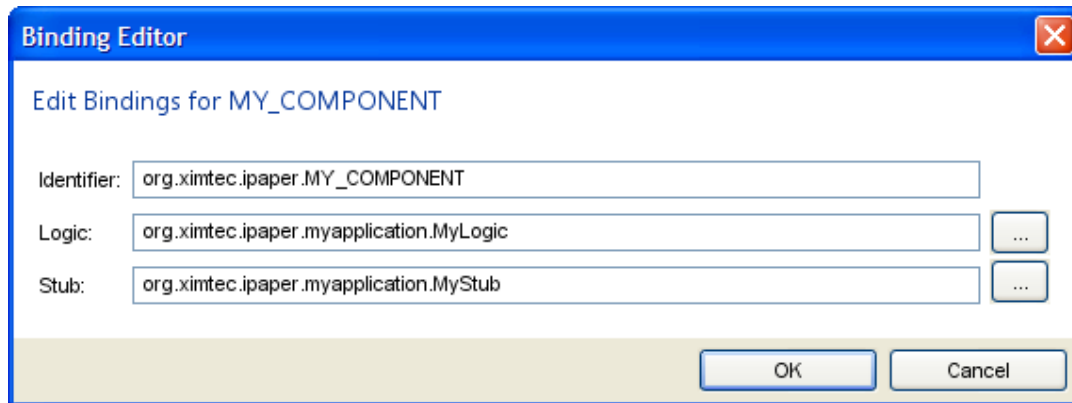 Binding Editor
Edit Bindings for MY_COMPONENT
Identifier: org.ximtec.ipaper.MY_COMPONENT
Logic: org.ximtec.ipaper.myapplication.MyLogic ...
Stub: org.ximtec.ipaper.myapplication.MyStub ...
OK Cancel